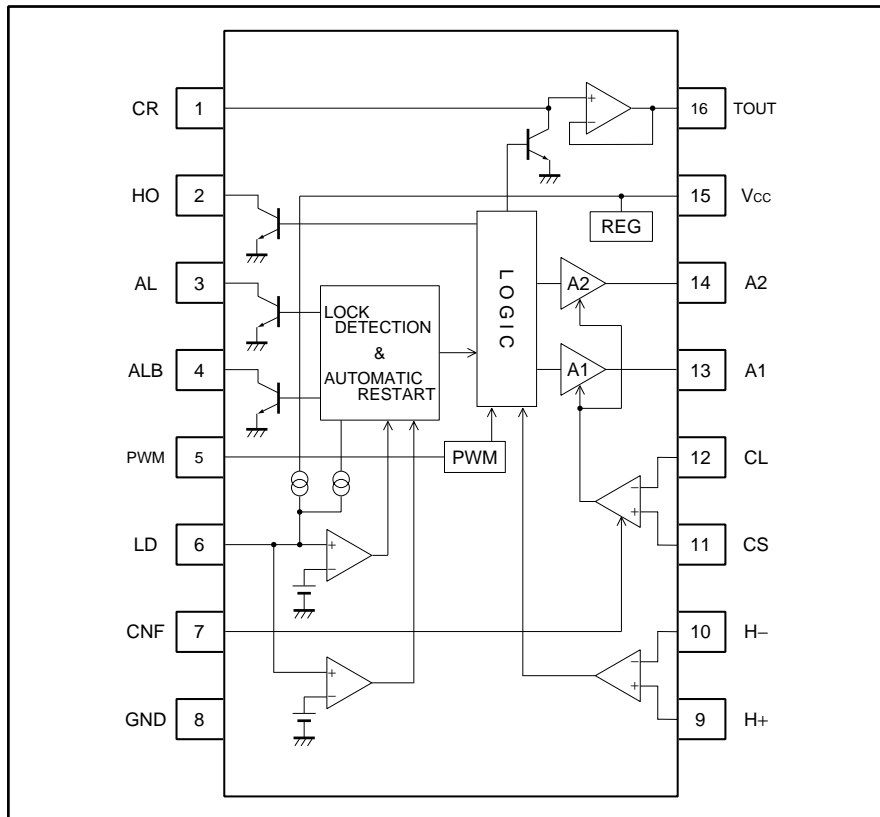 CR 1
HO 2
AL 3
ALB 4
PWM 5
LD 6
CNF 7
GND 8
16 TOUT
15 Vcc
14 A2
13 A1
12 CL
11 CS
10 H−
9 H+
+
−
REG
LOGIC
A2
A1
LOCK
DETECTION
&
AUTOMATIC
RESTART
PWM
−
+
+
−
−
+
+
−